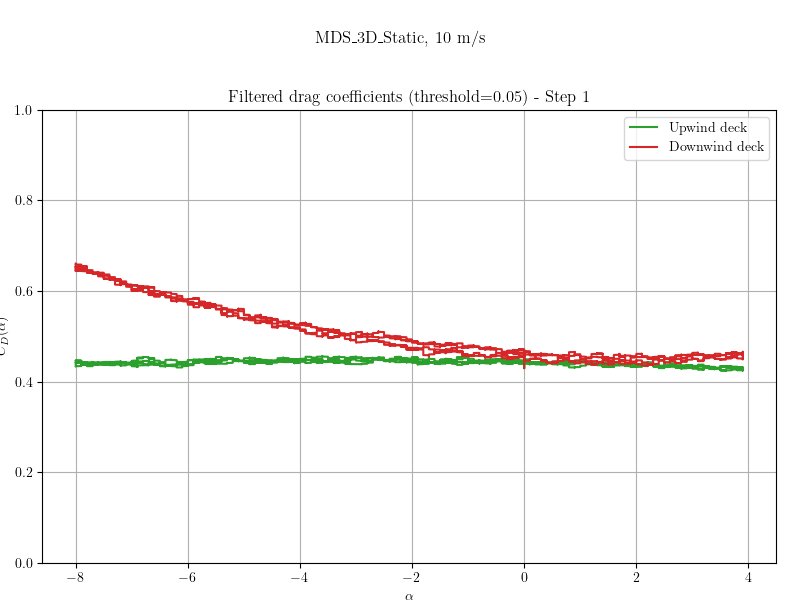 MDS_3D_Static, 10 m/s
Filtered drag coefficients (threshold=0.05) - Step 1
Upwind deck
Downwind deck
1.0
0.8
0.6
0.4
0.2
0.0
C_D(α)
−8
−6
−4
−2
0
2
4
α